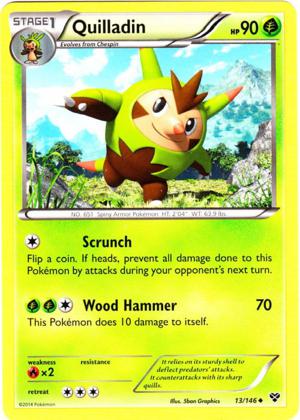 STAGE1
Quilladin
HP90
Evolves from Chespin
NO. 651 Spiny Armor Pokémon HT: 2'04" WT: 63.9 lbs.
Scrunch
Flip a coin. If heads, prevent all damage done to this
Pokémon by attacks during your opponent's next turn.
Wood Hammer 70
This Pokémon does 10 damage to itself.
weakness
resistance
×2
retreat
It relies on its sturdy shell to
deflect predators' attacks.
It counterattacks with its sharp
quills.
©2014 Pokémon
Illus. 5ban Graphics
13/146
XY